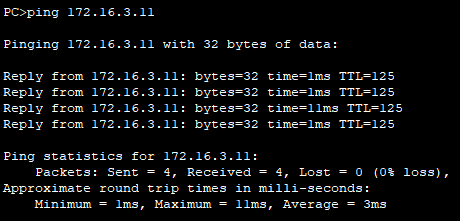 PC>ping 172.16.3.11
Pinging 172.16.3.11 with 32 bytes of data:
Reply from 172.16.3.11: bytes=32 time=1ms TTL=125
Reply from 172.16.3.11: bytes=32 time=1ms TTL=125
Reply from 172.16.3.11: bytes=32 time=11ms TTL=125
Reply from 172.16.3.11: bytes=32 time=1ms TTL=125
Ping statistics for 172.16.3.11:
    Packets: Sent = 4, Received = 4, Lost = 0 (0% loss),
Approximate round trip times in milli-seconds:
    Minimum = 1ms, Maximum = 11ms, Average = 3ms